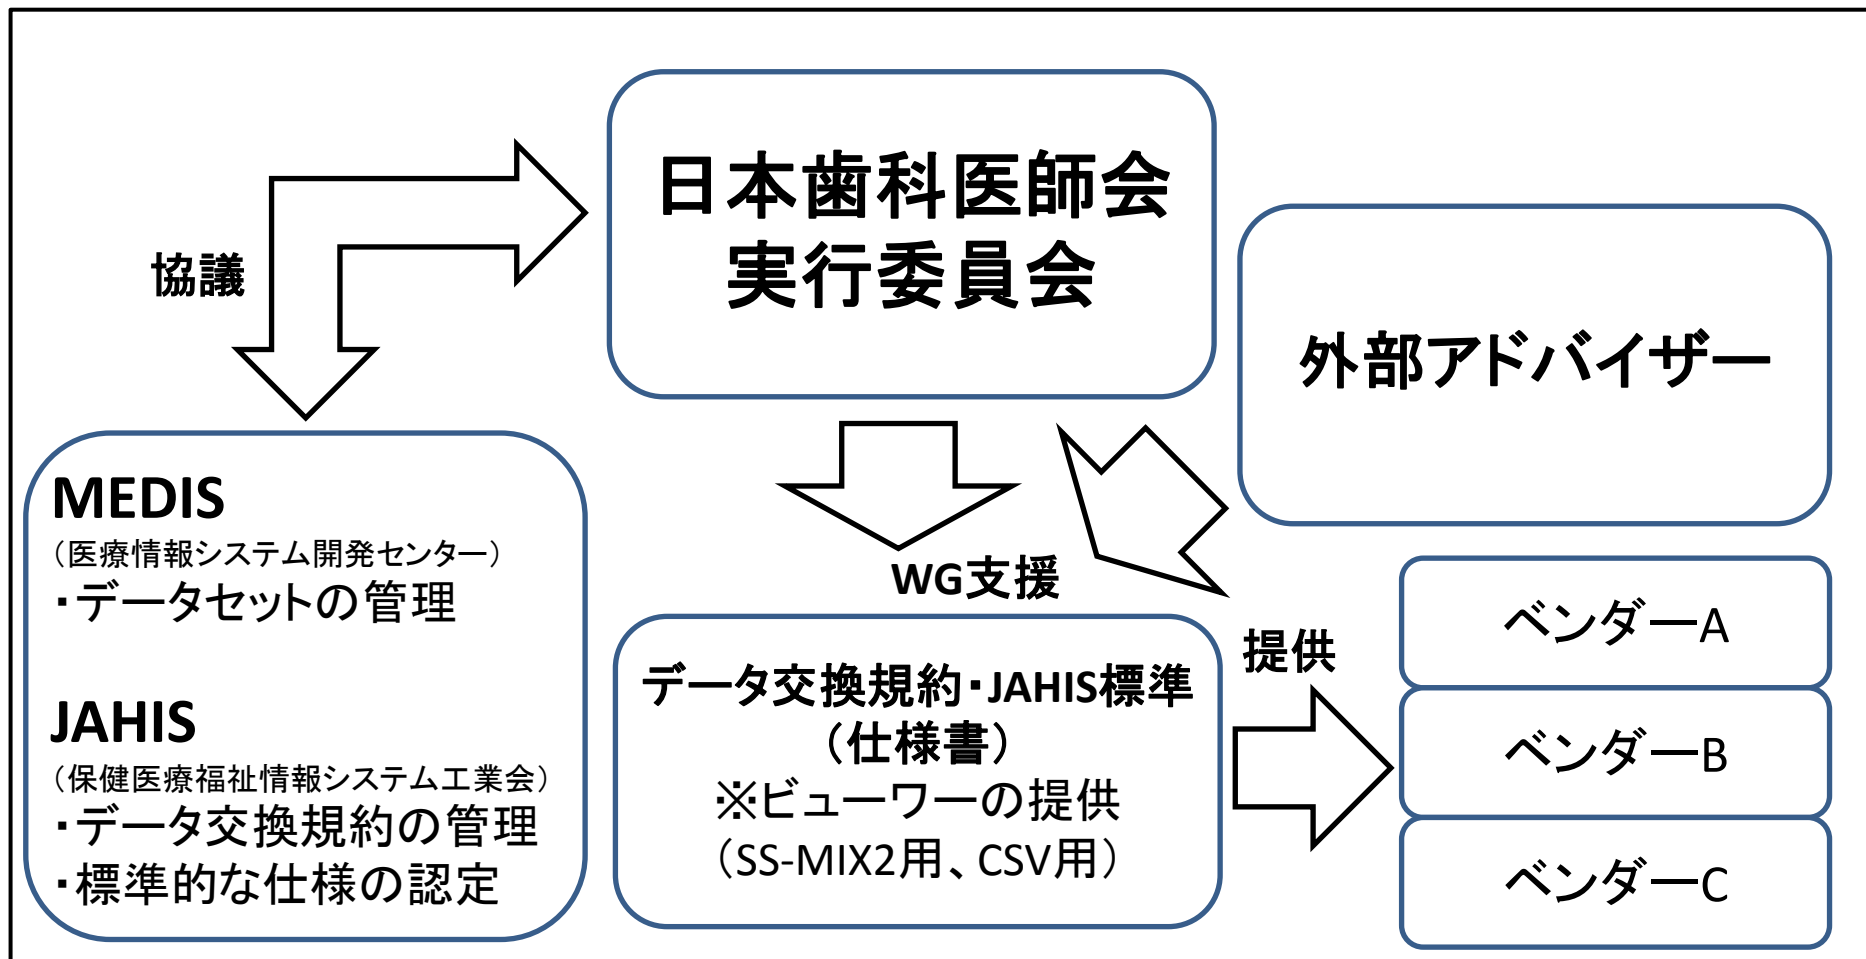 日本歯科医師会
実行委員会
協議
外部アドバイザー
MEDIS
（医療情報システム開発センター）
・データセットの管理
JAHIS
（保健医療福祉情報システム工業会）
・データ交換規約の管理
・標準的な仕様の認定
WG支援
データ交換規約・JAHIS標準
（仕様書）
※ビューワーの提供
（SS-MIX2用、CSV用）
提供
ベンダーA
ベンダーB
ベンダーC